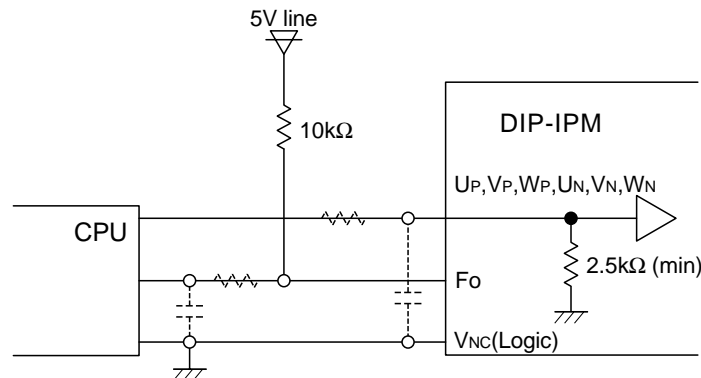 5V line
10kΩ
DIP-IPM
UP,VP,WP,UN,VN,WN
CPU
2.5kΩ (min)
Fo
VNC(Logic)